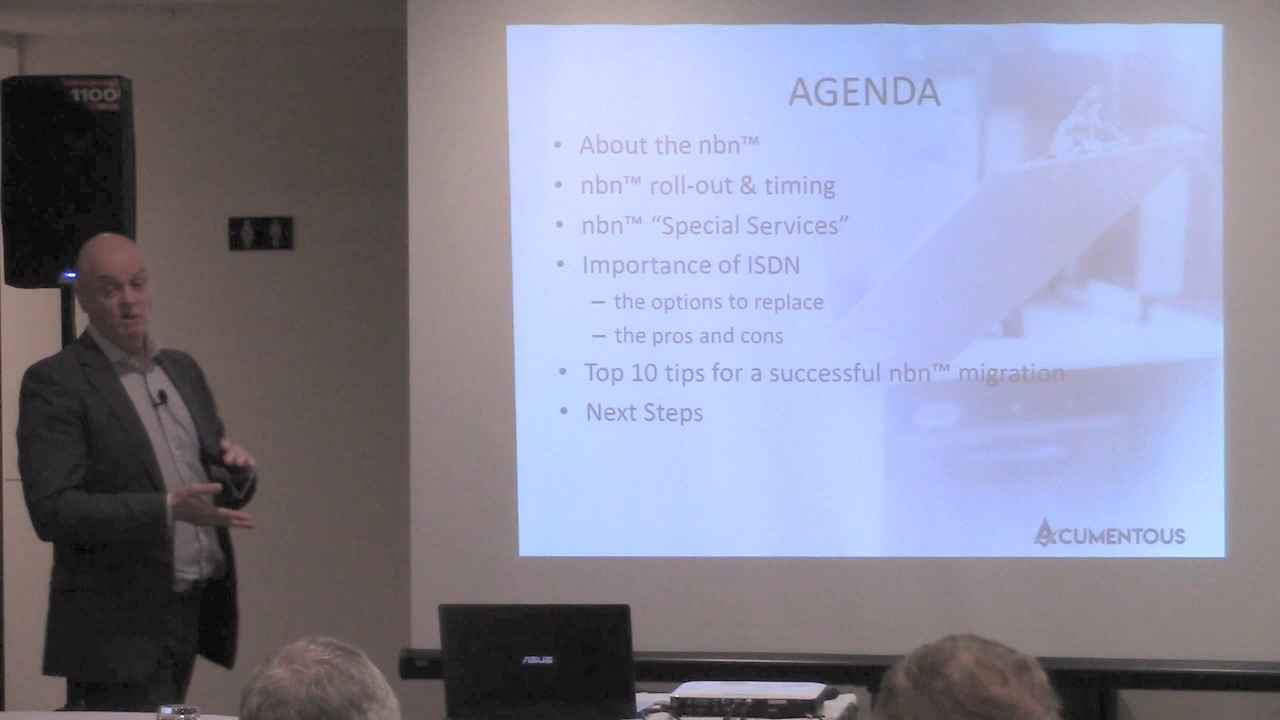 1100
AGENDA
• About the nbn™
• nbn™ roll-out & timing
• nbn™ “Special Services”
• Importance of ISDN
– the options to replace
– the pros and cons
• Top 10 tips for a successful nbn™ migration
• Next Steps
ACUMENTOUS
ASUS